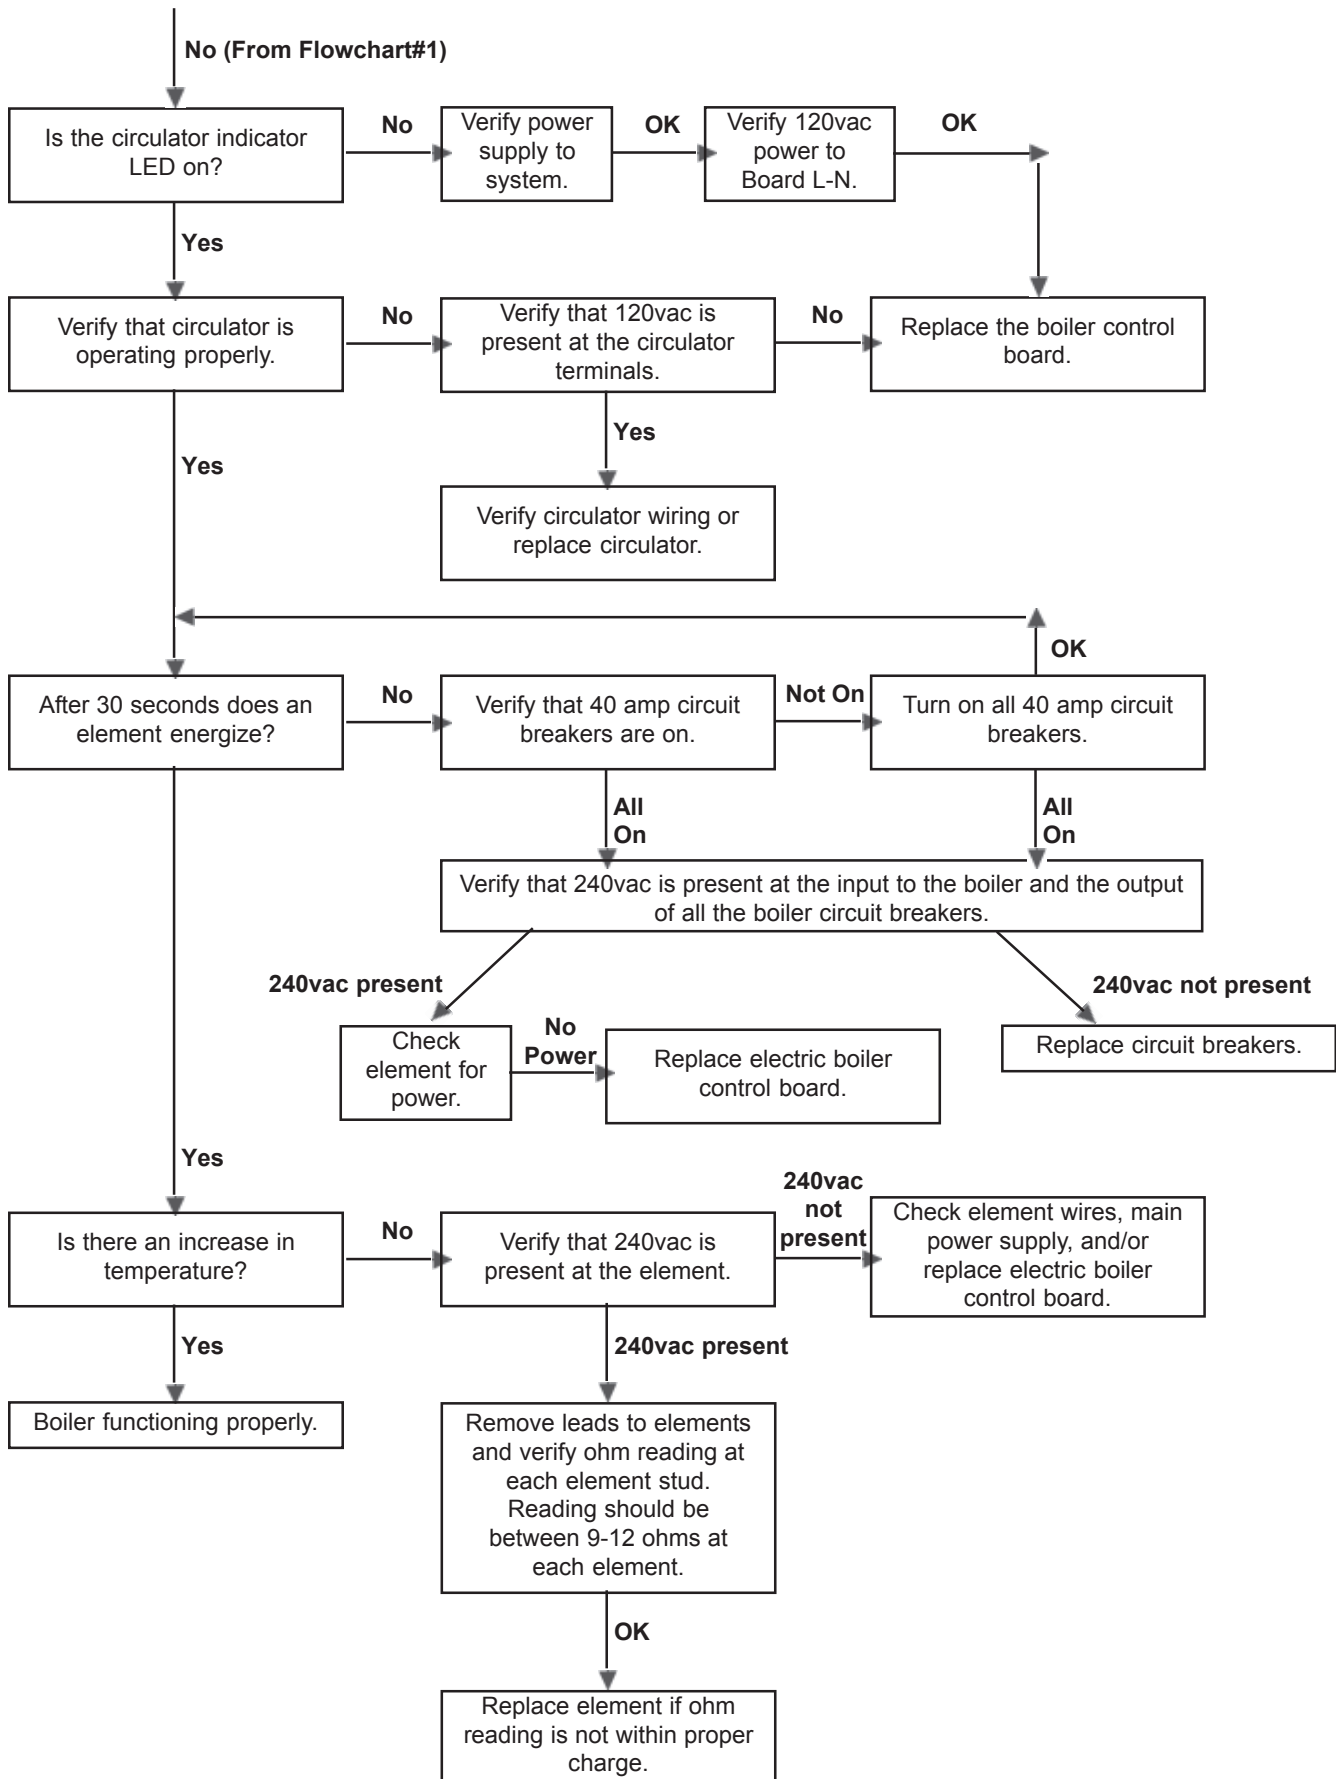 No (From Flowchart#1)
Is the circulator indicator
LED on?
No
Verify power
supply to
system.
OK
Verify 120vac
power to
Board L-N.
OK
Yes
Verify that circulator is
operating properly.
No
Verify that 120vac is
present at the circulator
terminals.
No
Replace the boiler control
board.
Yes
Yes
Verify circulator wiring or
replace circulator.
OK
After 30 seconds does an
element energize?
No
Verify that 40 amp circuit
breakers are on.
Not On
Turn on all 40 amp circuit
breakers.
All
On
All
On
Verify that 240vac is present at the input to the boiler and the output
of all the boiler circuit breakers.
240vac present
240vac not present
Check
element for
power.
No
Power
Replace electric boiler
control board.
Replace circuit breakers.
Yes
Is there an increase in
temperature?
No
Verify that 240vac is
present at the element.
240vac
not
present
Check element wires, main
power supply, and/or
replace electric boiler
control board.
Yes
240vac present
Boiler functioning properly.
Remove leads to elements
and verify ohm reading at
each element stud.
Reading should be
between 9-12 ohms at
each element.
OK
Replace element if ohm
reading is not within proper
charge.